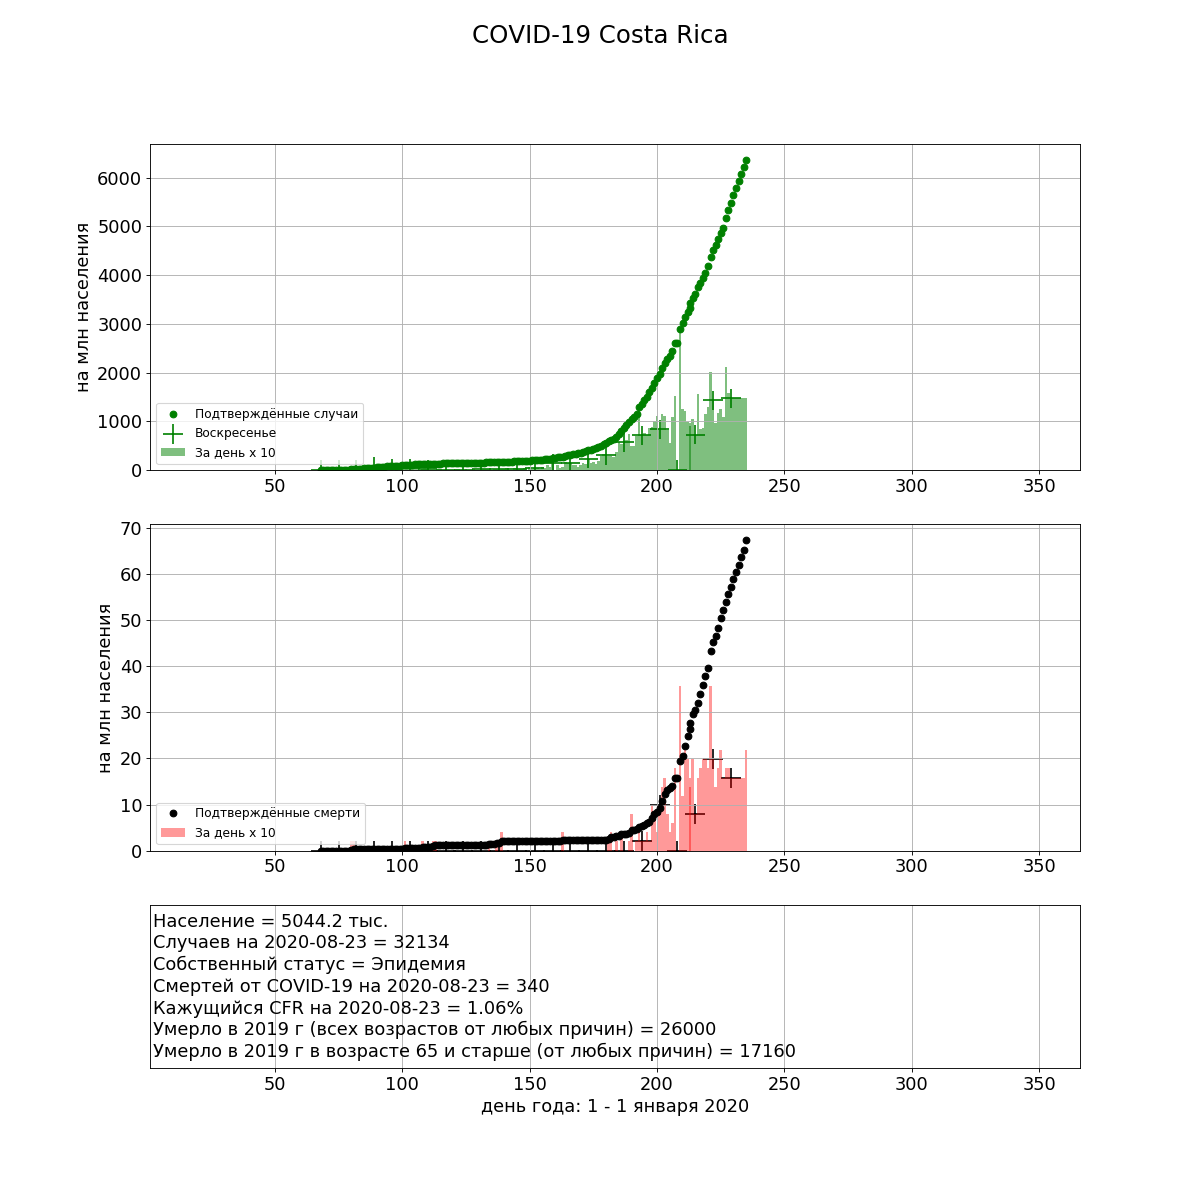 COVID-19 Costa Rica
на млн населения
6000
5000
4000
3000
2000
1000
0
Подтверждённые случаи
Воскресенье
За день x 10
50 100 150 200 250 300 350
на млн населения
70
60
50
40
30
20
10
0
Подтверждённые смерти
За день x 10
50 100 150 200 250 300 350
Население = 5044.2 тыс.
Случаев на 2020-08-23 = 32134
Собственный статус = Эпидемия
Смертей от COVID-19 на 2020-08-23 = 340
Кажущийся CFR на 2020-08-23 = 1.06%
Умерло в 2019 г (всех возрастов от любых причин) = 26000
Умерло в 2019 г в возрасте 65 и старше (от любых причин) = 17160
50 100 150 200 250 300 350
день года: 1 - 1 января 2020